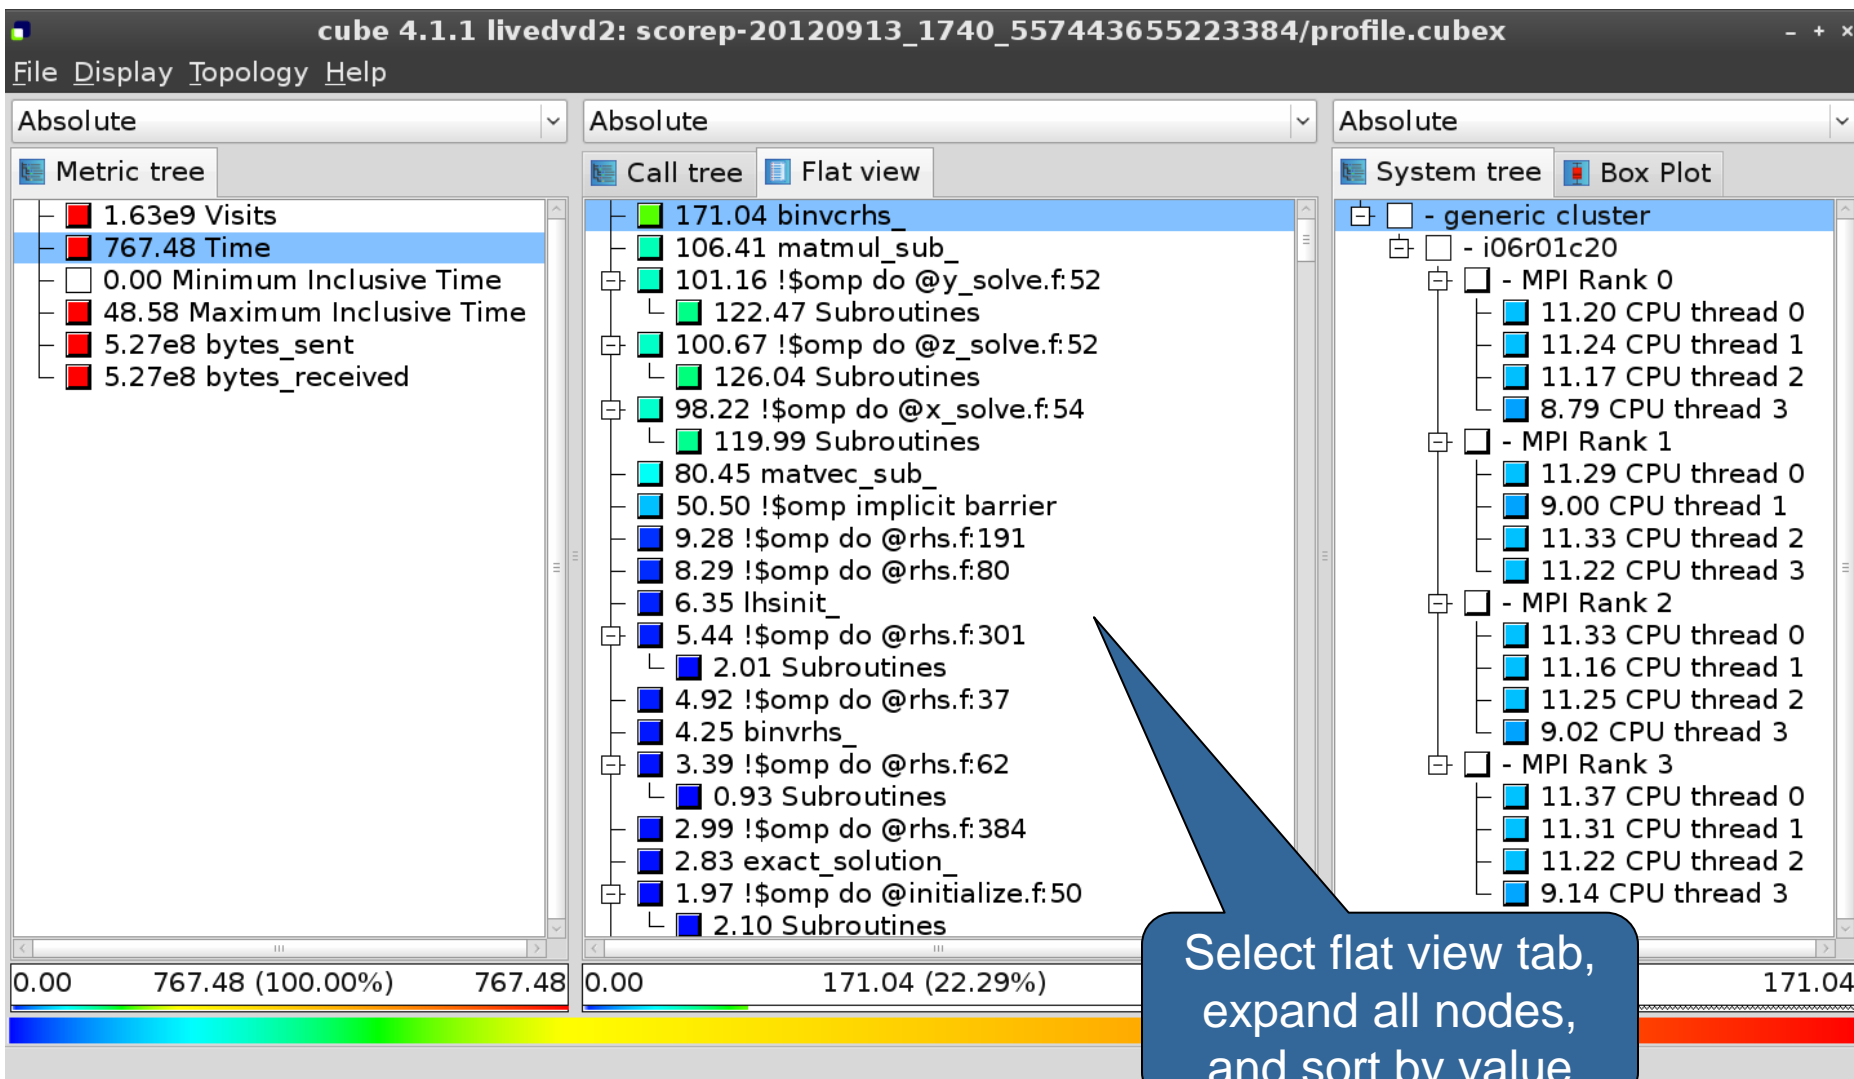 cube 4.1.1 livedvd2: scorep-20120913_1740_557443655223384/profile.cubex
File Display Topology Help
Absolute
Metric tree
1.63e9 Visits
767.48 Time
0.00 Minimum Inclusive Time
48.58 Maximum Inclusive Time
5.27e8 bytes_sent
5.27e8 bytes_received
0.00 767.48 (100.00%) 767.48
Absolute
Call tree Flat view
171.04 binvcrhs_
106.41 matmul_sub_
101.16 !$omp do @y_solve.f:52
122.47 Subroutines
100.67 !$omp do @z_solve.f:52
126.04 Subroutines
98.22 !$omp do @x_solve.f:54
119.99 Subroutines
80.45 matvec_sub_
50.50 !$omp implicit barrier
9.28 !$omp do @rhs.f:191
8.29 !$omp do @rhs.f:80
6.35 lhsinit_
5.44 !$omp do @rhs.f:301
2.01 Subroutines
4.92 !$omp do @rhs.f:37
4.25 binvrhs_
3.39 !$omp do @rhs.f:62
0.93 Subroutines
2.99 !$omp do @rhs.f:384
2.83 exact_solution_
1.97 !$omp do @initialize.f:50
2.10 Subroutines
0.00 171.04 (22.29%)
Absolute
System tree Box Plot
- generic cluster
- i06r01c20
- MPI Rank 0
11.20 CPU thread 0
11.24 CPU thread 1
11.17 CPU thread 2
8.79 CPU thread 3
- MPI Rank 1
11.29 CPU thread 0
9.00 CPU thread 1
11.33 CPU thread 2
11.22 CPU thread 3
- MPI Rank 2
11.33 CPU thread 0
11.16 CPU thread 1
11.25 CPU thread 2
9.02 CPU thread 3
- MPI Rank 3
11.37 CPU thread 0
11.31 CPU thread 1
11.22 CPU thread 2
9.14 CPU thread 3
171.04
Select flat view tab,
expand all nodes,
and sort by value